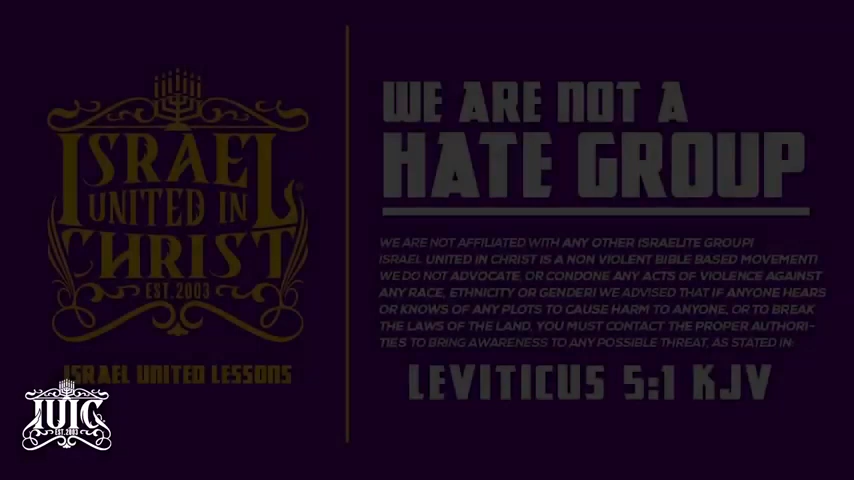 ISRAEL
UNITED IN
CHRIST
EST. 2003
ISRAEL UNITED LESSONS
WE ARE NOT A
HATE GROUP
WE ARE NOT AFFILIATED WITH ANY OTHER ISRAELITE GROUP!
ISRAEL UNITED IN CHRIST IS A NON VIOLENT BIBLE BASED MOVEMENT!
WE DO NOT ADVOCATE, OR CONDONE ANY ACTS OF VIOLENCE AGAINST
ANY RACE, ETHNICITY OR GENDER! WE ADVISED THAT IF ANYONE HEARS
OR KNOWS OF ANY PLOTS TO CAUSE HARM TO ANYONE, OR TO BREAK
THE LAWS OF THE LAND, YOU MUST CONTACT THE PROPER AUTHORI-
TIES TO BRING AWARENESS TO ANY POSSIBLE THREAT, AS STATED IN:
LEVITICUS 5:1 KJV
IUIC
EST. 2003